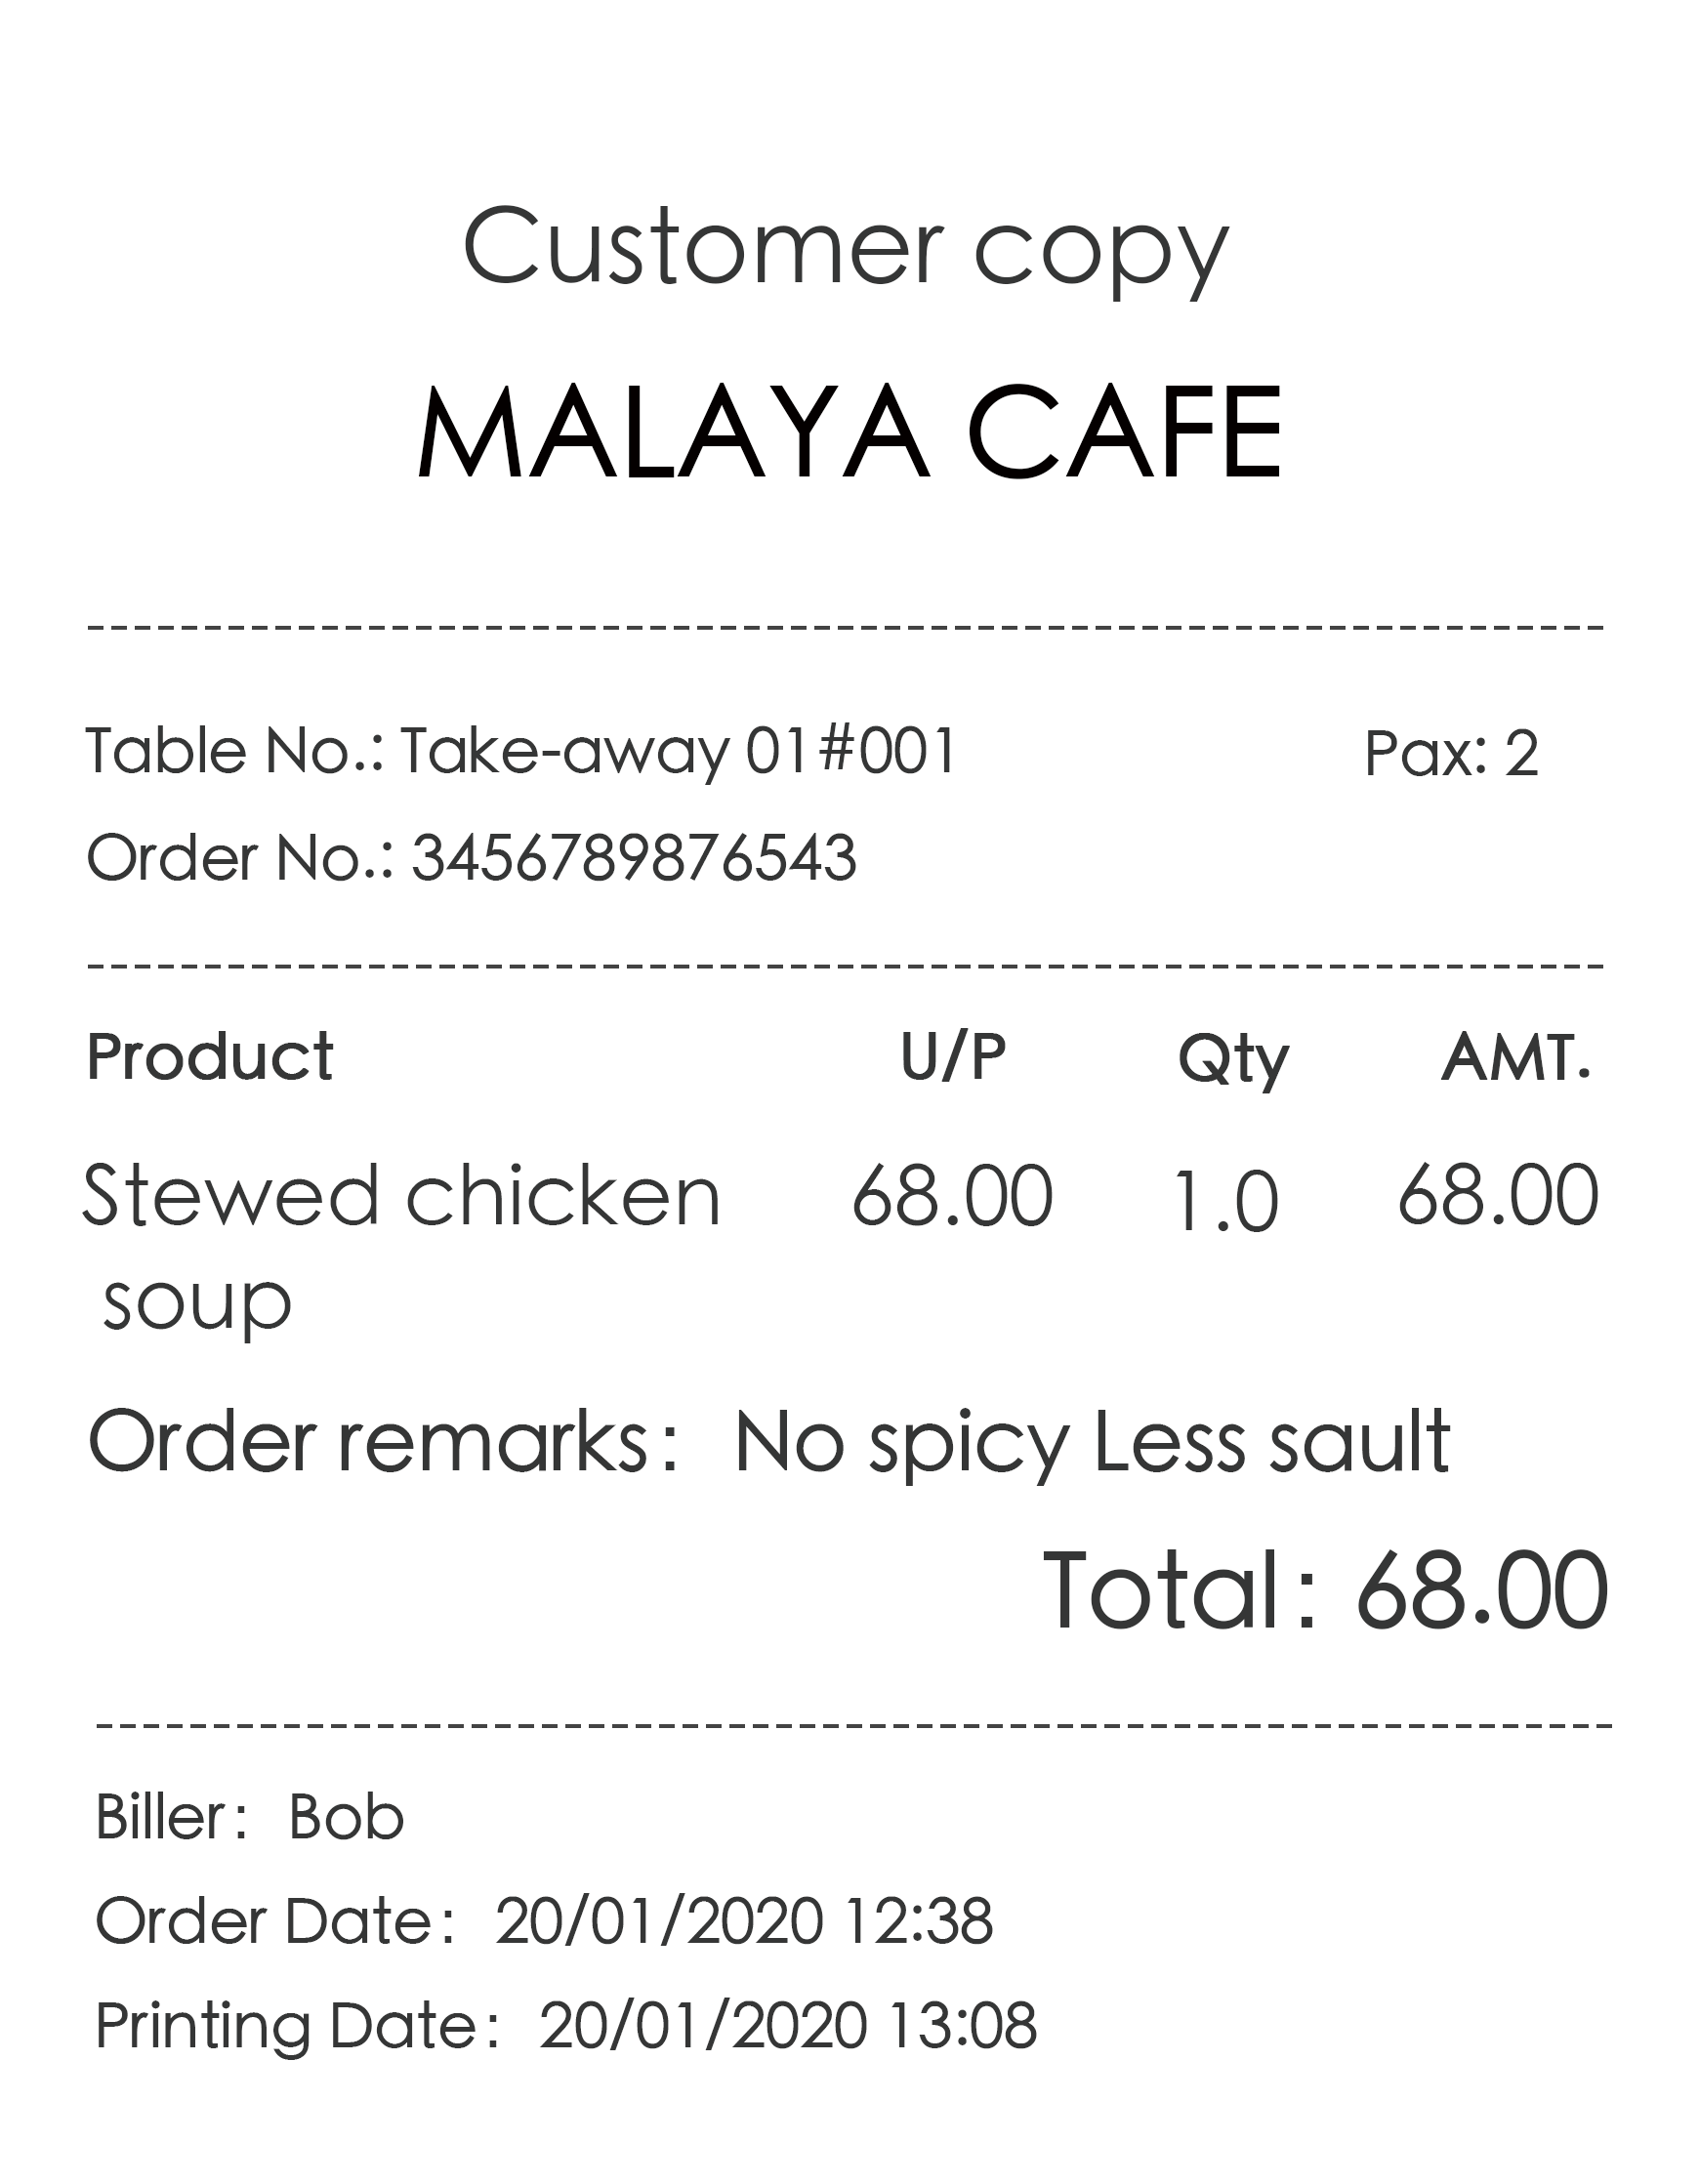 Customer copy
MALAYA CAFE
Table No.: Take-away 01#001 Pax: 2
Order No.: 3456789876543
Product U/P Qty AMT.
Stewed chicken 68.00 1.0 68.00
soup
Order remarks: No spicy Less sault
Total: 68.00
Biller: Bob
Order Date: 20/01/2020 12:38
Printing Date: 20/01/2020 13:08